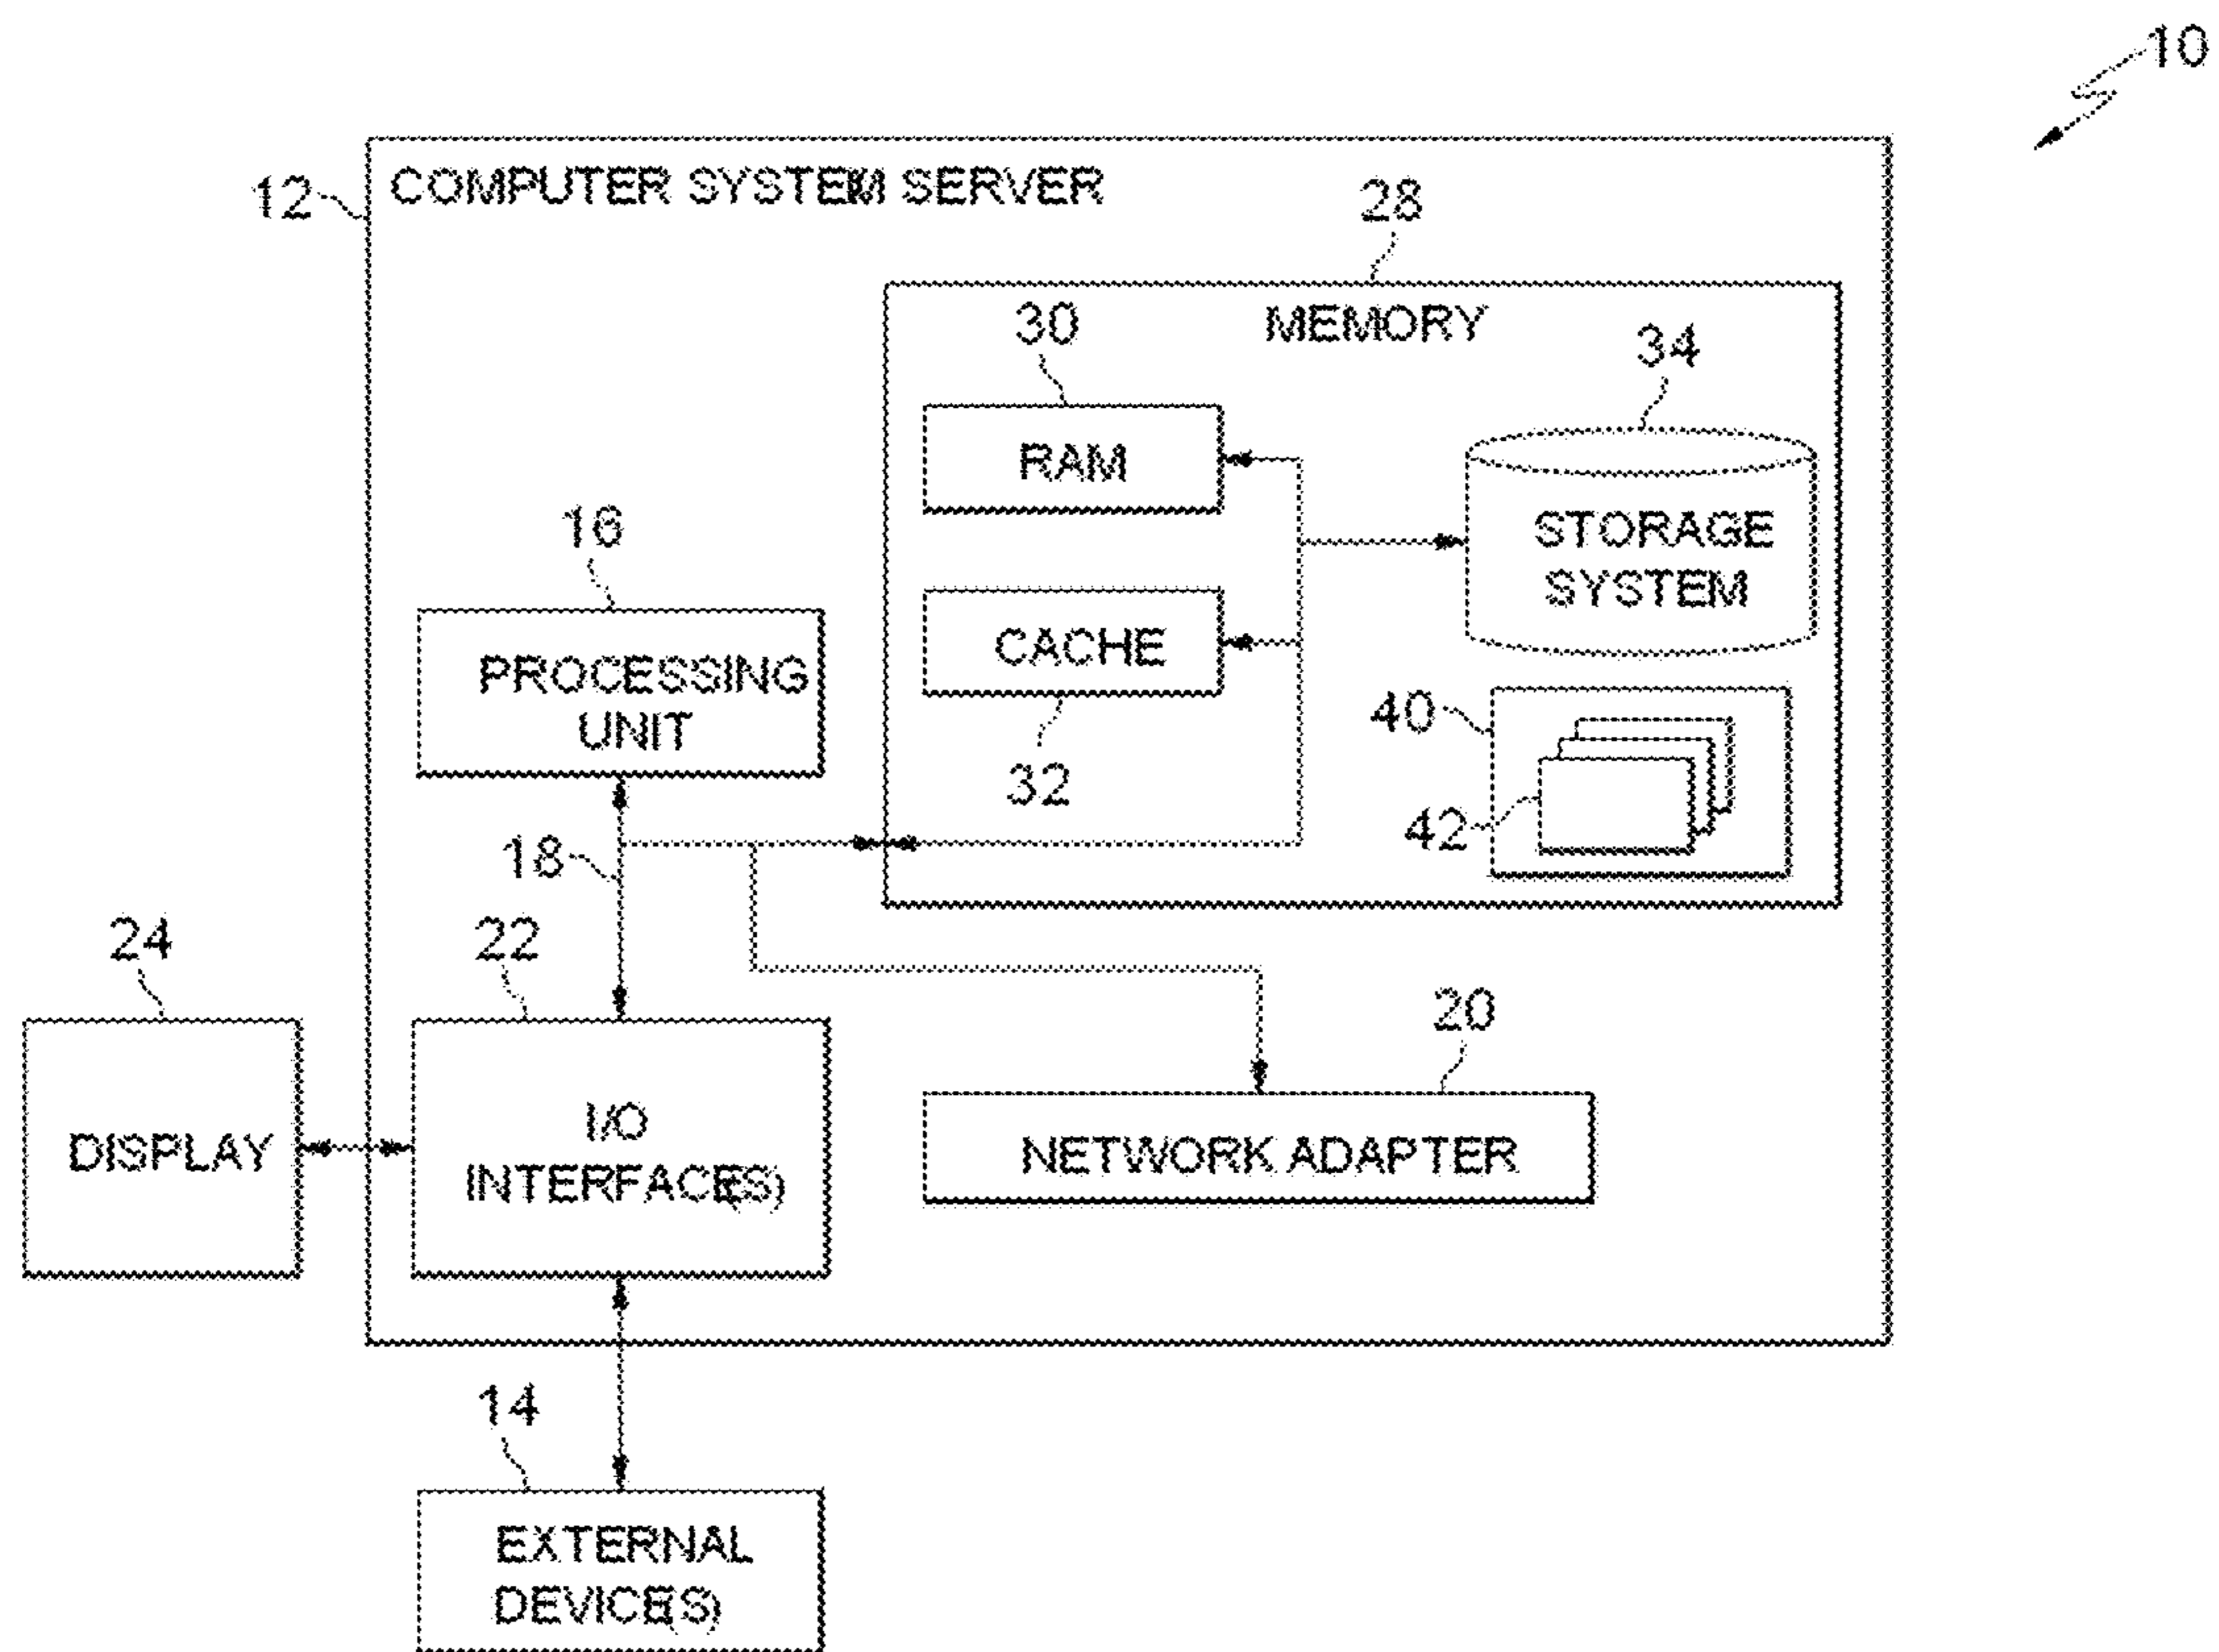 10
12
COMPUTER SYSTEM SERVER
28
MEMORY
30
RAM
34
STORAGE
SYSTEM
16
PROCESSING
UNIT
CACHE
32
40
42
18
24
22
DISPLAY
I/O
INTERFACE(S)
20
NETWORK ADAPTER
14
EXTERNAL
DEVICE(S)